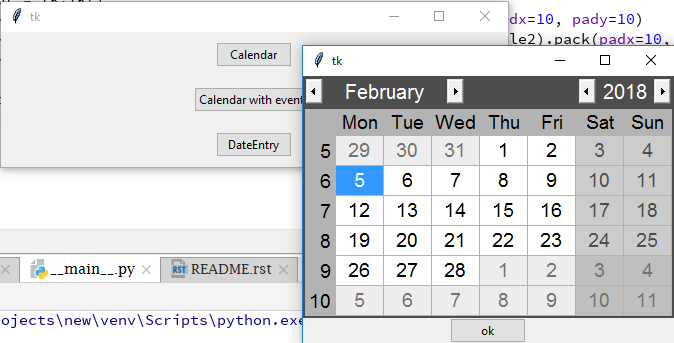 tk
dx=10, pady=10)
le2).pack(padx=10,
Calendar
Calendar with event
DateEntry
tk
February 2018
Mon Tue Wed Thu Fri Sat Sun
5 29 30 31 1 2 3 4
6 5 6 7 8 9 10 11
7 12 13 14 15 16 17 18
8 19 20 21 22 23 24 25
9 26 27 28 1 2 3 4
10 5 6 7 8 9 10 11
ok
__main__.py README.rst
ojects\new\venv\Scripts\python.exe